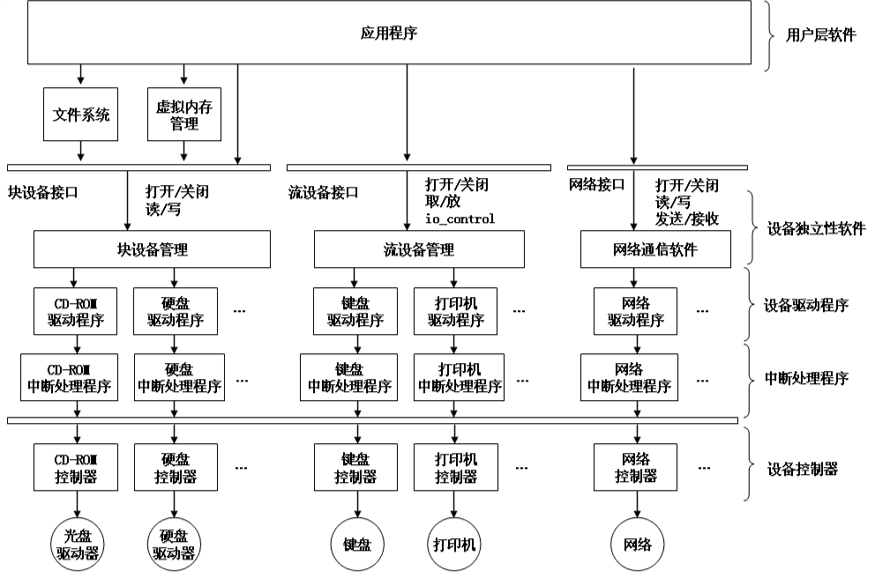 应用程序
用户层软件
文件系统
虚拟内存
管理
块设备接口
打开/关闭
读/写
流设备接口
打开/关闭
取/放
io_control
网络接口
打开/关闭
读/写
发送/接收
设备独立性软件
块设备管理
流设备管理
网络通信软件
CD-ROM
驱动程序
硬盘
驱动程序
...
键盘
驱动程序
打印机
驱动程序
...
网络
驱动程序
...
设备驱动程序
CD-ROM
中断处理程序
硬盘
中断处理程序
...
键盘
中断处理程序
打印机
中断处理程序
...
网络
中断处理程序
...
中断处理程序
CD-ROM
控制器
硬盘
控制器
...
键盘
控制器
打印机
控制器
...
网络
控制器
...
设备控制器
光盘
驱动器
硬盘
驱动器
键盘
打印机
网络